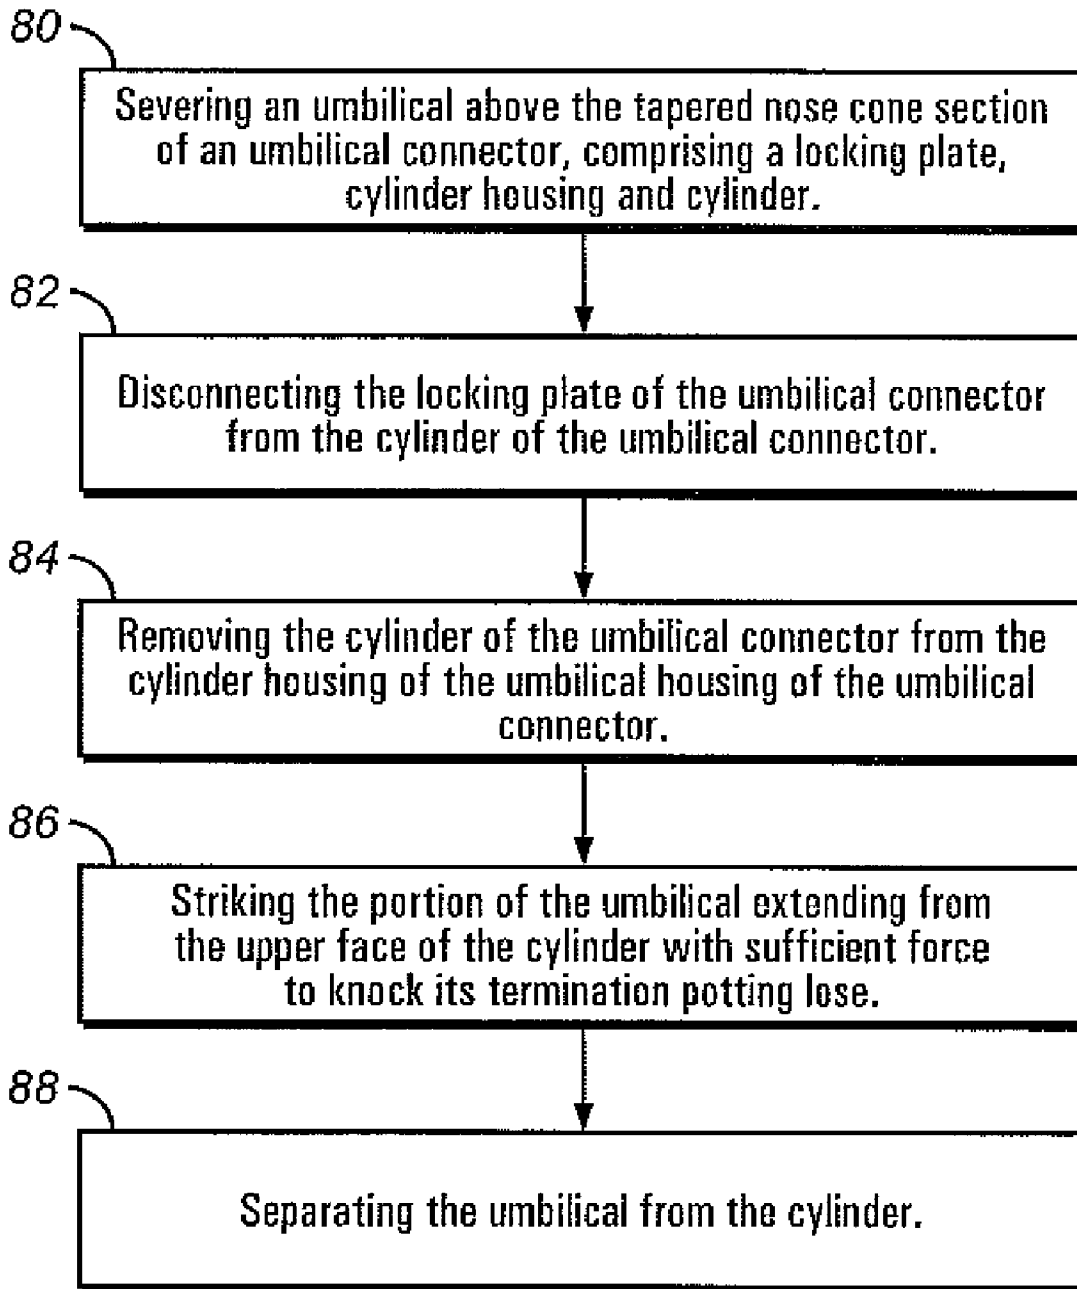 80
Severing an umbilical above the tapered nose cone section
of an umbilical connector, comprising a locking plate,
cylinder housing and cylinder.
82
Disconnecting the locking plate of the umbilical connector
from the cylinder of the umbilical connector.
84
Removing the cylinder of the umbilical connector from the
cylinder housing of the umbilical housing of the umbilical
connector.
86
Striking the portion of the umbilical extending from
the upper face of the cylinder with sufficient force
to knock its termination potting lose.
88
Separating the umbilical from the cylinder.